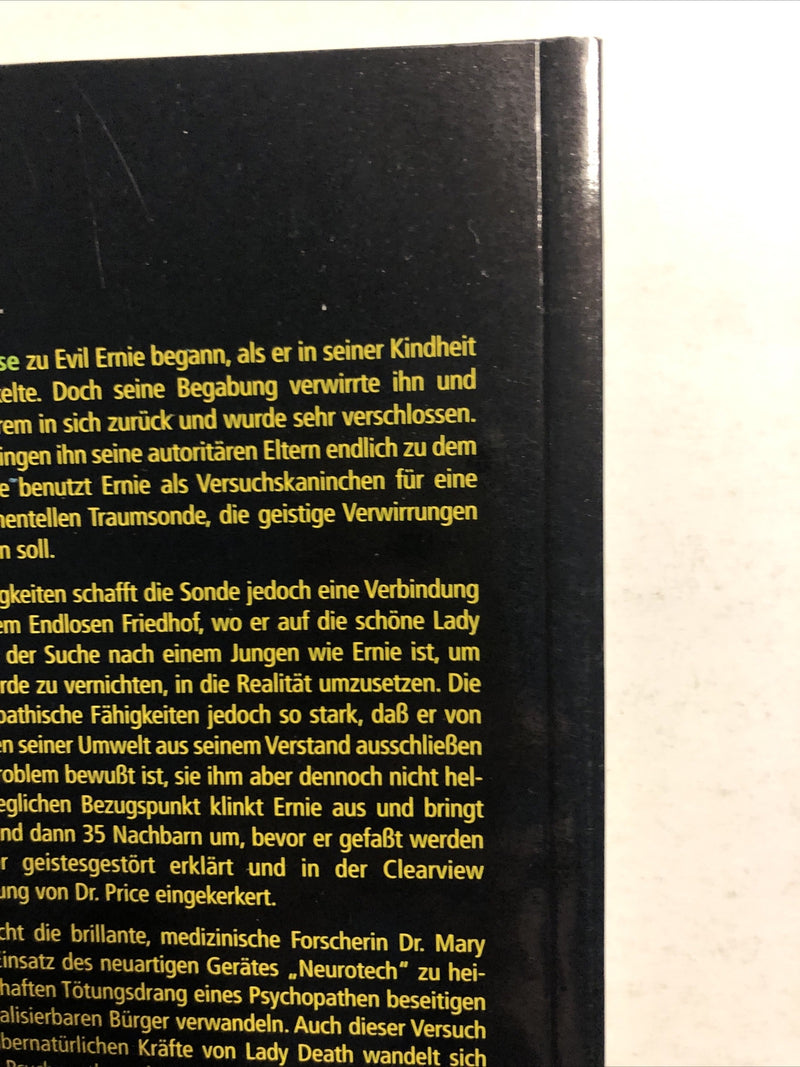 se zu Evil Ernie begann, als er in seiner Kindheit
kelte. Doch seine Begabung verwirrte ihn und
rem in sich zurück und wurde sehr verschlossen.
ingen ihn seine autoritären Eltern endlich zu dem
e benutzt Ernie als Versuchskaninchen für eine
nentellen Traumsonde, die geistige Verwirrungen
n soll.
gkeiten schafft die Sonde jedoch eine Verbindung
em Endlosen Friedhof, wo er auf die schöne Lady
der Suche nach einem Jungen wie Ernie ist, um
rde zu vernichten, in die Realität umzusetzen. Die
pathische Fähigkeiten jedoch so stark, daß er von
en seiner Umwelt aus seinem Verstand ausschließen
roblem bewußt ist, sie ihm aber dennoch nicht hel-
eglichen Bezugspunkt klinkt Ernie aus und bringt
nd dann 35 Nachbarn um, bevor er gefaßt werden
r geistesgestört erklärt und in der Clearview
ung von Dr. Price eingekerkert.
cht die brillante, medizinische Forscherin Dr. Mary
Einsatz des neuartigen Gerätes „Neurotech“ zu hei-
haften Tötungsdrang eines Psychopathen beseitigen
alisierbaren Bürger verwandeln. Auch dieser Versuch
bernatürlichen Kräfte von Lady Death wandelt sich